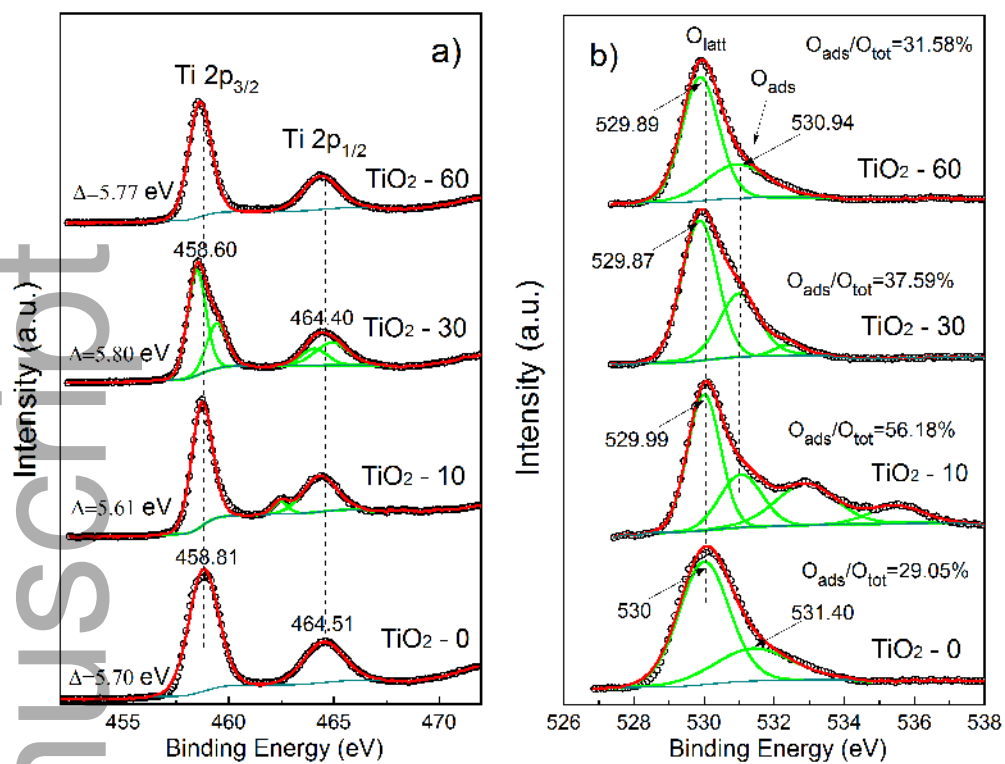 a)
Ti 2p3/2
Ti 2p1/2
Δ=5.77 eV
TiO2 - 60
458.60
464.40
Δ=5.80 eV
TiO2 - 30
Δ=5.61 eV
TiO2 - 10
458.81
464.51
Δ=5.70 eV
TiO2 - 0
455 460 465 470
Binding Energy (eV)
Intensity (a.u.)
b)
Olatt
Oads/Otot=31.58%
Oads
529.89
530.94
TiO2 - 60
529.87
Oads/Otot=37.59%
TiO2 - 30
529.99
Oads/Otot=56.18%
TiO2 - 10
Oads/Otot=29.05%
530
531.40
TiO2 - 0
526 528 530 532 534 536 538
Binding Energy (eV)
Intensity (a.u.)
nuscript